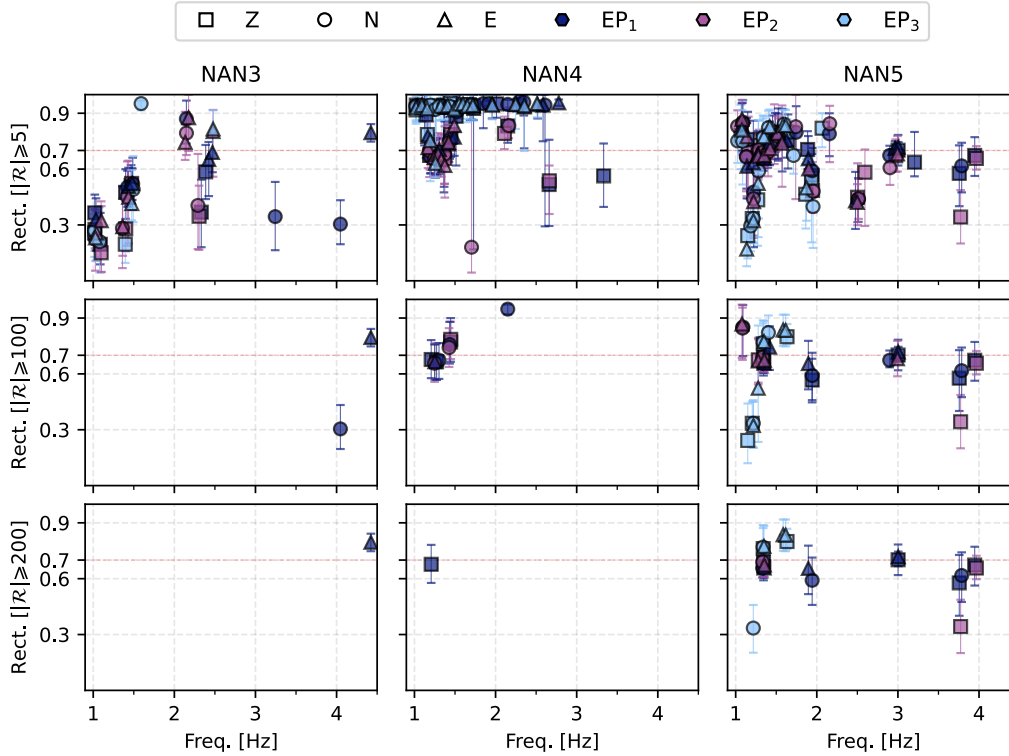 Z N E EP₁ EP₂ EP₃
NAN3 NAN4 NAN5
Rect. [|ℛ|⩾5]
0.9
0.7
0.6
0.3
Rect. [|ℛ|⩾100]
0.9
0.7
0.6
0.3
Rect. [|ℛ|⩾200]
0.9
0.7
0.6
0.3
1 2 3 4 1 2 3 4 1 2 3 4
Freq. [Hz] Freq. [Hz] Freq. [Hz]